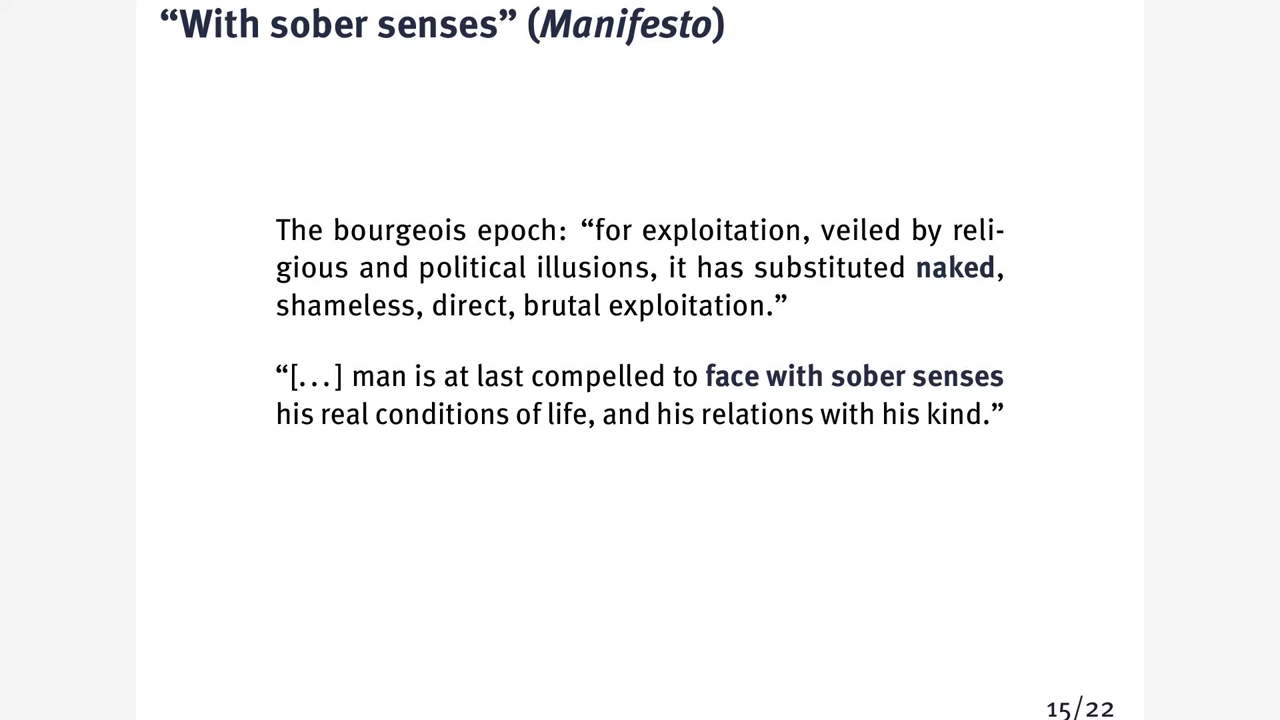 “With sober senses” (Manifesto)
The bourgeois epoch: “for exploitation, veiled by reli-
gious and political illusions, it has substituted naked,
shameless, direct, brutal exploitation.”
“[…] man is at last compelled to face with sober senses
his real conditions of life, and his relations with his kind.”
15/22